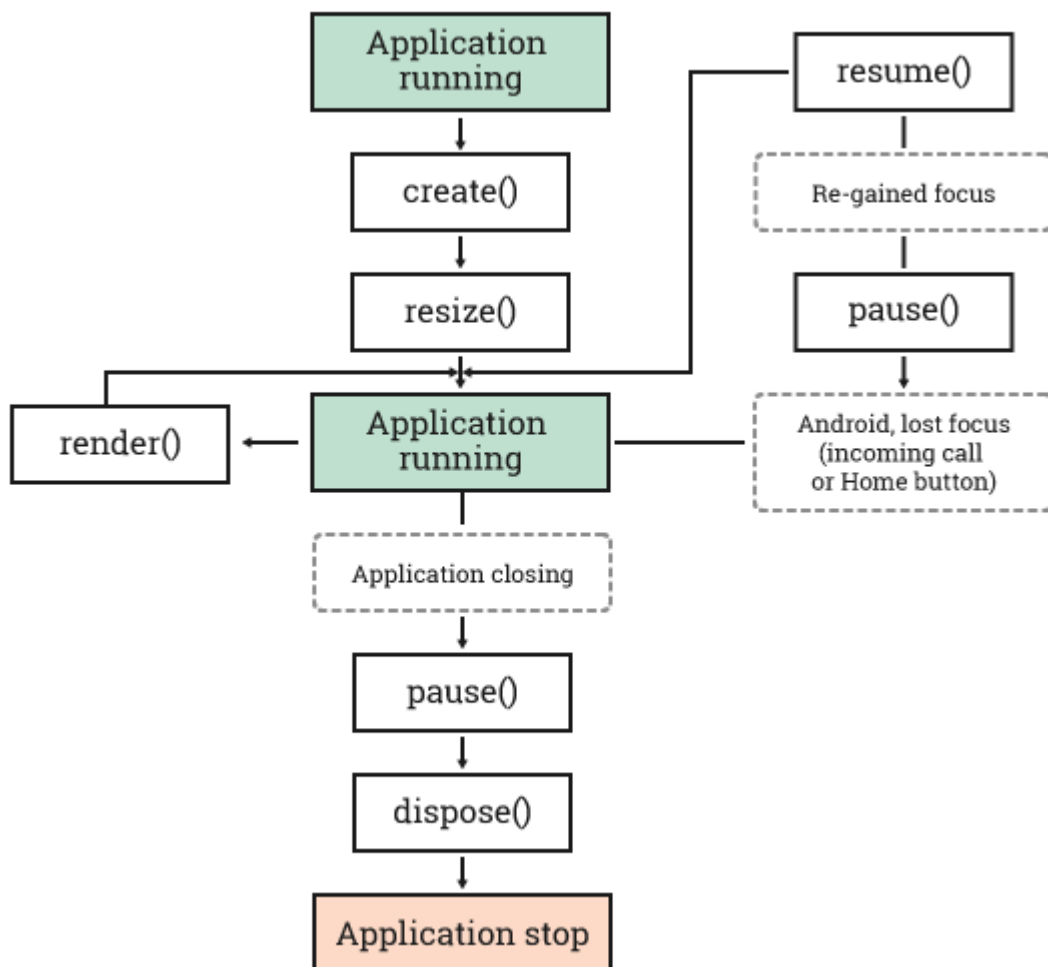 Application
running
resume()
create()
Re-gained focus
resize()
pause()
render()
Application
running
Android, lost focus
(incoming call
or Home button)
Application closing
pause()
dispose()
Application stop